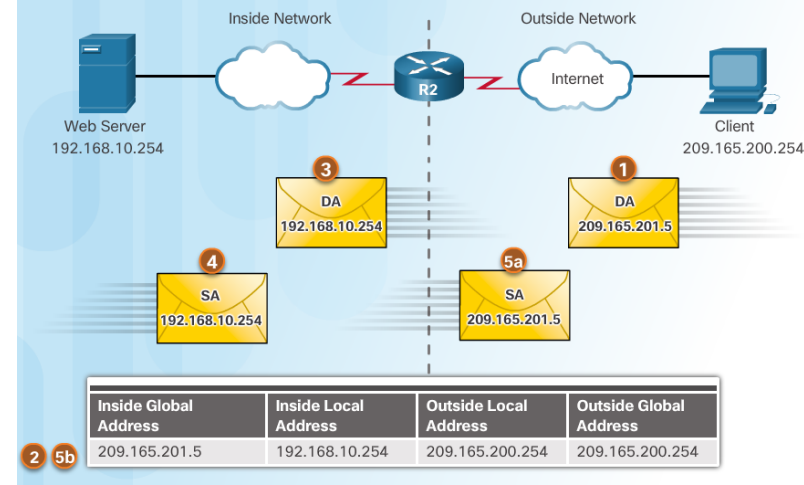 Inside Network
Outside Network
R2
Internet
Web Server
192.168.10.254
Client
209.165.200.254
3
DA
192.168.10.254
1
DA
209.165.201.5
4
SA
192.168.10.254
5a
SA
209.165.201.5
Inside Global Address
Inside Local Address
Outside Local Address
Outside Global Address
2 5b
209.165.201.5
192.168.10.254
209.165.200.254
209.165.200.254